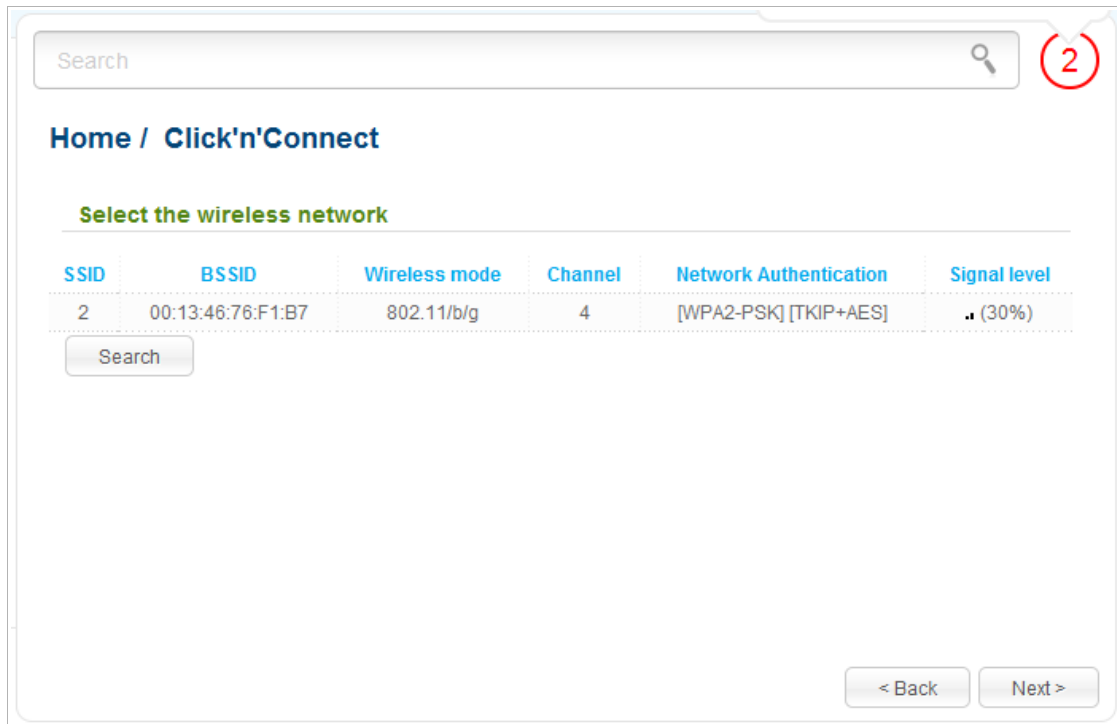 Search
2
Home / Click'n'Connect
Select the wireless network
SSID BSSID Wireless mode Channel Network Authentication Signal level
2 00:13:46:76:F1:B7 802.11/b/g 4 [WPA2-PSK] [TKIP+AES] (30%)
Search
< Back Next >